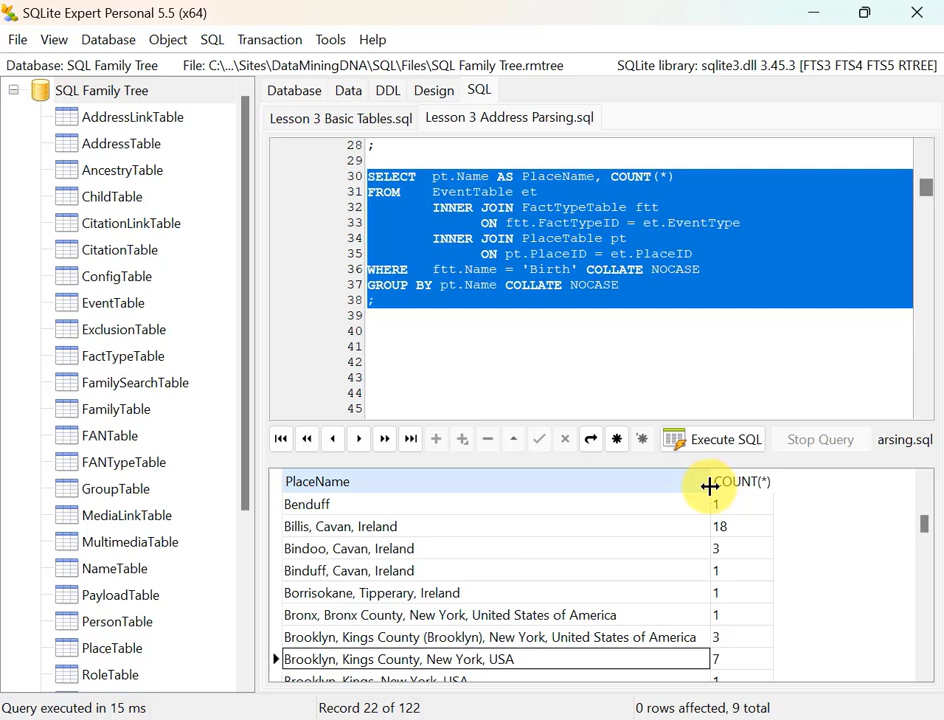 SQLite Expert Personal 5.5 (x64)
File View Database Object SQL Transaction Tools Help
Database: SQL Family Tree File: C:\...\Sites\DataMiningDNA\SQL\Files\SQL Family Tree.rmtree SQLite library: sqlite3.dll 3.45.3 [FTS3 FTS4 FTS5 RTREE]
SQL Family Tree
AddressLinkTable
AddressTable
AncestryTable
ChildTable
CitationLinkTable
CitationTable
ConfigTable
EventTable
ExclusionTable
FactTypeTable
FamilySearchTable
FamilyTable
FANTable
FANTypeTable
GroupTable
MediaLinkTable
MultimediaTable
NameTable
PayloadTable
PersonTable
PlaceTable
RoleTable
Database Data DDL Design SQL
Lesson 3 Basic Tables.sql Lesson 3 Address Parsing.sql
28 ;
29
30 SELECT pt.Name AS PlaceName, COUNT(*)
31 FROM EventTable et
32 INNER JOIN FactTypeTable ftt
33 ON ftt.FactTypeID = et.EventType
34 INNER JOIN PlaceTable pt
35 ON pt.PlaceID = et.PlaceID
36 WHERE ftt.Name = 'Birth' COLLATE NOCASE
37 GROUP BY pt.Name COLLATE NOCASE
38 ;
39
40
41
42
43
44
45
Execute SQL Stop Query arsing.sql
PlaceName COUNT(*)
Benduff 1
Billis, Cavan, Ireland 18
Bindoo, Cavan, Ireland 3
Binduff, Cavan, Ireland 1
Borrisokane, Tipperary, Ireland 1
Bronx, Bronx County, New York, United States of America 1
Brooklyn, Kings County (Brooklyn), New York, United States of America 3
Brooklyn, Kings County, New York, USA 7
Brooklyn, Kings, New York, USA 1
Query executed in 15 ms Record 22 of 122 0 rows affected, 9 total